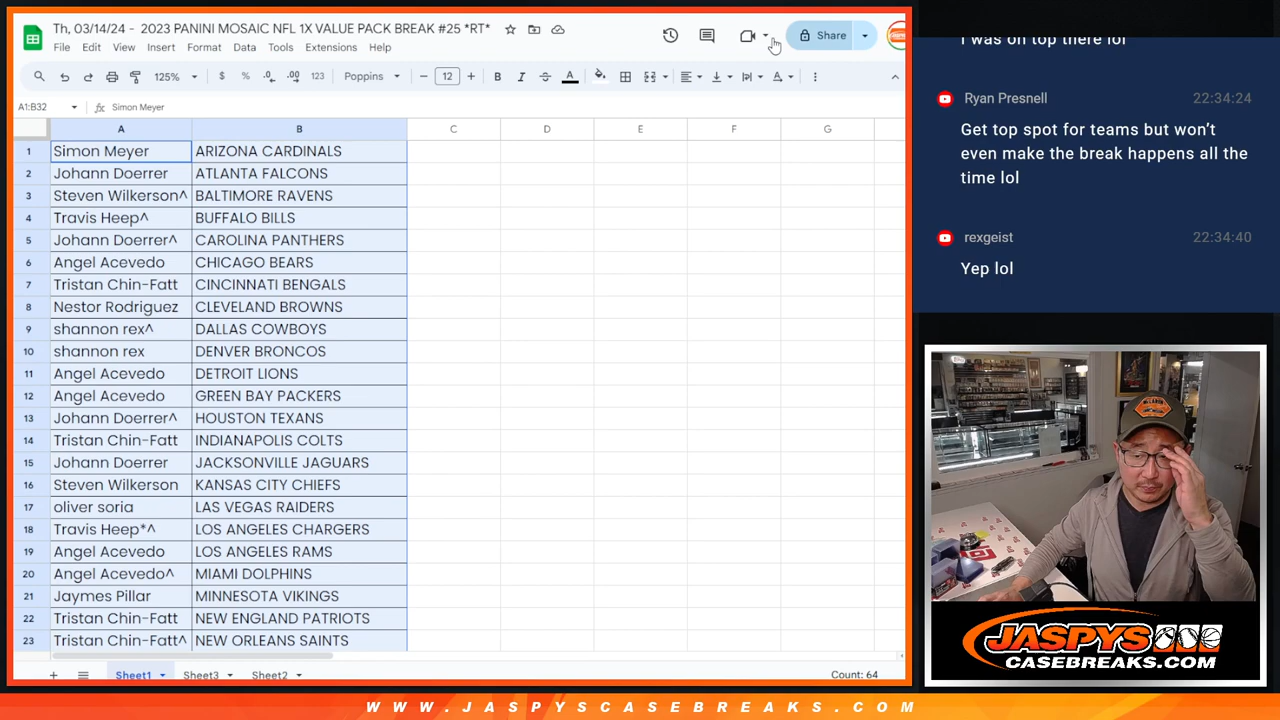 Th, 03/14/24 - 2023 PANINI MOSAIC NFL 1X VALUE PACK BREAK #25 *RT*
File Edit View Insert Format Data Tools Extensions Help
Share
125% $ % .0 .00 123 Poppins 12 B I S A
A1:B32 fx Simon Meyer
A B C D E F G
1 Simon Meyer ARIZONA CARDINALS
2 Johann Doerrer ATLANTA FALCONS
3 Steven Wilkerson^ BALTIMORE RAVENS
4 Travis Heep^ BUFFALO BILLS
5 Johann Doerrer^ CAROLINA PANTHERS
6 Angel Acevedo CHICAGO BEARS
7 Tristan Chin-Fatt CINCINNATI BENGALS
8 Nestor Rodriguez CLEVELAND BROWNS
9 shannon rex^ DALLAS COWBOYS
10 shannon rex DENVER BRONCOS
11 Angel Acevedo DETROIT LIONS
12 Angel Acevedo GREEN BAY PACKERS
13 Johann Doerrer^ HOUSTON TEXANS
14 Tristan Chin-Fatt INDIANAPOLIS COLTS
15 Johann Doerrer JACKSONVILLE JAGUARS
16 Steven Wilkerson KANSAS CITY CHIEFS
17 oliver soria LAS VEGAS RAIDERS
18 Travis Heep*^ LOS ANGELES CHARGERS
19 Angel Acevedo LOS ANGELES RAMS
20 Angel Acevedo^ MIAMI DOLPHINS
21 Jaymes Pillar MINNESOTA VIKINGS
22 Tristan Chin-Fatt NEW ENGLAND PATRIOTS
23 Tristan Chin-Fatt^ NEW ORLEANS SAINTS
Sheet1 Sheet3 Sheet2 Count: 64
I was on top there lol
Ryan Presnell 22:34:24
Get top spot for teams but won't
even make the break happens all the
time lol
rexgeist 22:34:40
Yep lol
JASPYS
CASEBREAKS.COM
WWW.JASPYSCASEBREAKS.COM